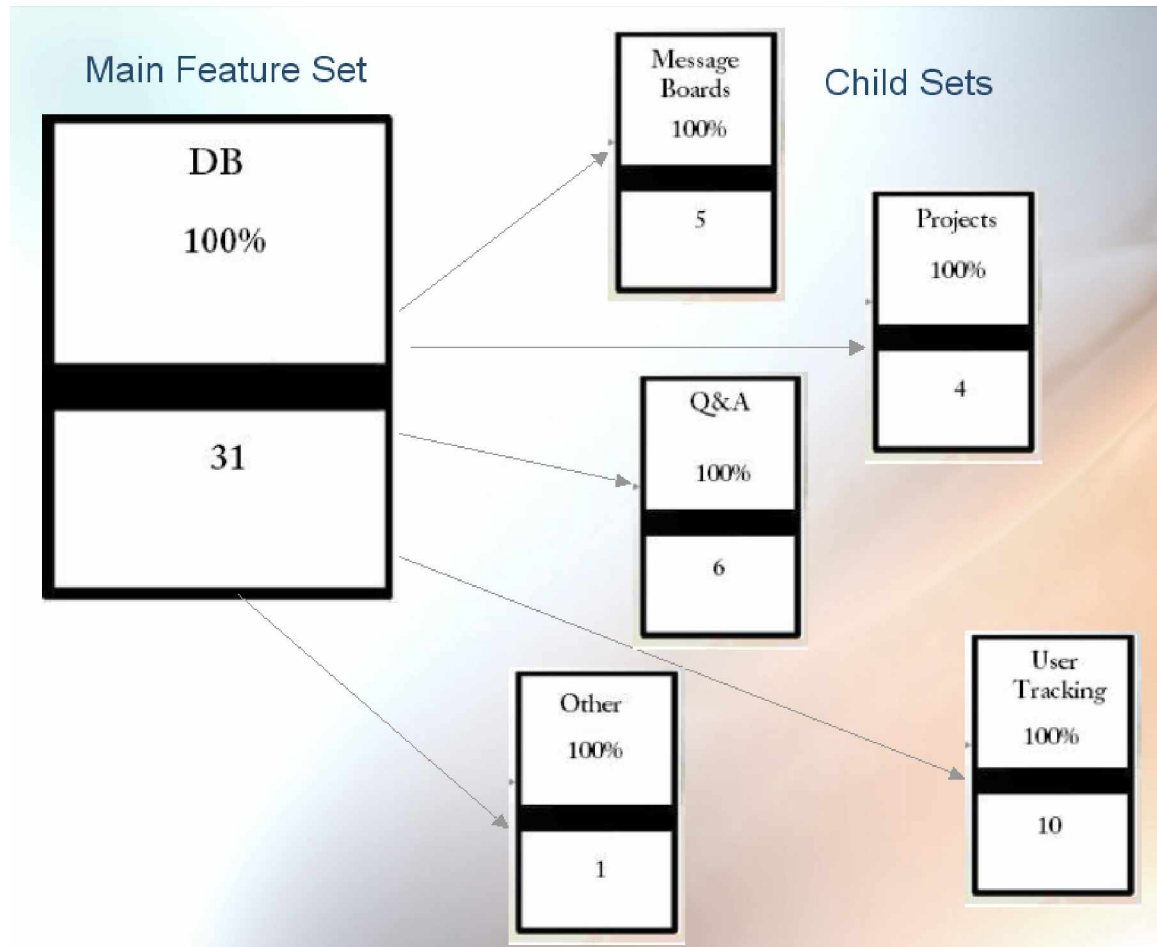 Main Feature Set
DB
100%
31
Message
Boards
100%
5
Child Sets
Projects
100%
4
Q&A
100%
6
Other
100%
1
User
Tracking
100%
10